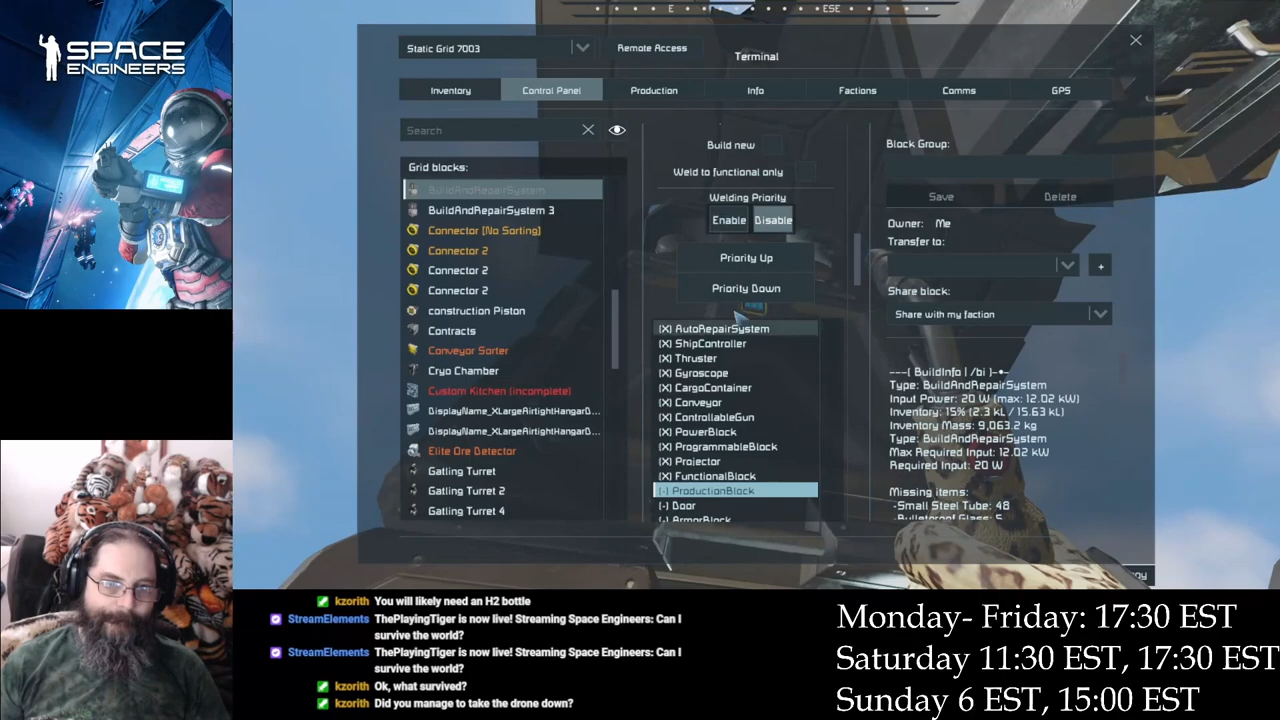 E
ESE
SPACE
ENGINEERS
Static Grid 7003
Remote Access
Terminal
Inventory
Control Panel
Production
Info
Factions
Comms
GPS
Search
Grid blocks:
BuildAndRepairSystem
BuildAndRepairSystem 3
Connector [No Sorting]
Connector 2
Connector 2
Connector 2
construction Piston
Contracts
Conveyor Sorter
Cryo Chamber
Custom Kitchen (Incomplete)
DisplayName_XLargeAirtightHangarD...
DisplayName_XLargeAirtightHangarD...
Elite Ore Detector
Gatling Turret
Gatling Turret 2
Gatling Turret 4
Build new
Weld to functional only
Welding Priority
Enable
Disable
Priority Up
Priority Down
(X) AutoRepairSystem
(X) ShipController
(X) Thruster
(X) Gyroscope
(X) CargoContainer
(X) Conveyor
(X) ControllableGun
(X) PowerBlock
(X) ProgrammableBlock
(X) Projector
(X) FunctionalBlock
(-) ProductionBlock
(-) Door
(-) ArmorBlock
Block Group:
Save
Delete
Owner: Me
Transfer to:
+
Share block:
Share with my faction
---( BuildInfo | /bi )-•-
Type: BuildAndRepairSystem
Input Power: 20 W (max: 12.02 kW)
Inventory: 15% (2.3 kL / 15.63 kL)
Inventory Mass: 9,063.2 kg
Type: BuildAndRepairSystem
Max Required Input: 12.02 kW
Required Input: 20 W
Missing items:
-Small Steel Tube: 48
-Bulletproof Glass: 5
kzorith You will likely need an H2 bottle
StreamElements ThePlayingTiger is now live! Streaming Space Engineers: Can I
survive the world?
StreamElements ThePlayingTiger is now live! Streaming Space Engineers: Can I
survive the world?
kzorith Ok, what survived?
kzorith Did you manage to take the drone down?
Monday- Friday: 17:30 EST
Saturday 11:30 EST, 17:30 EST
Sunday 6 EST, 15:00 EST